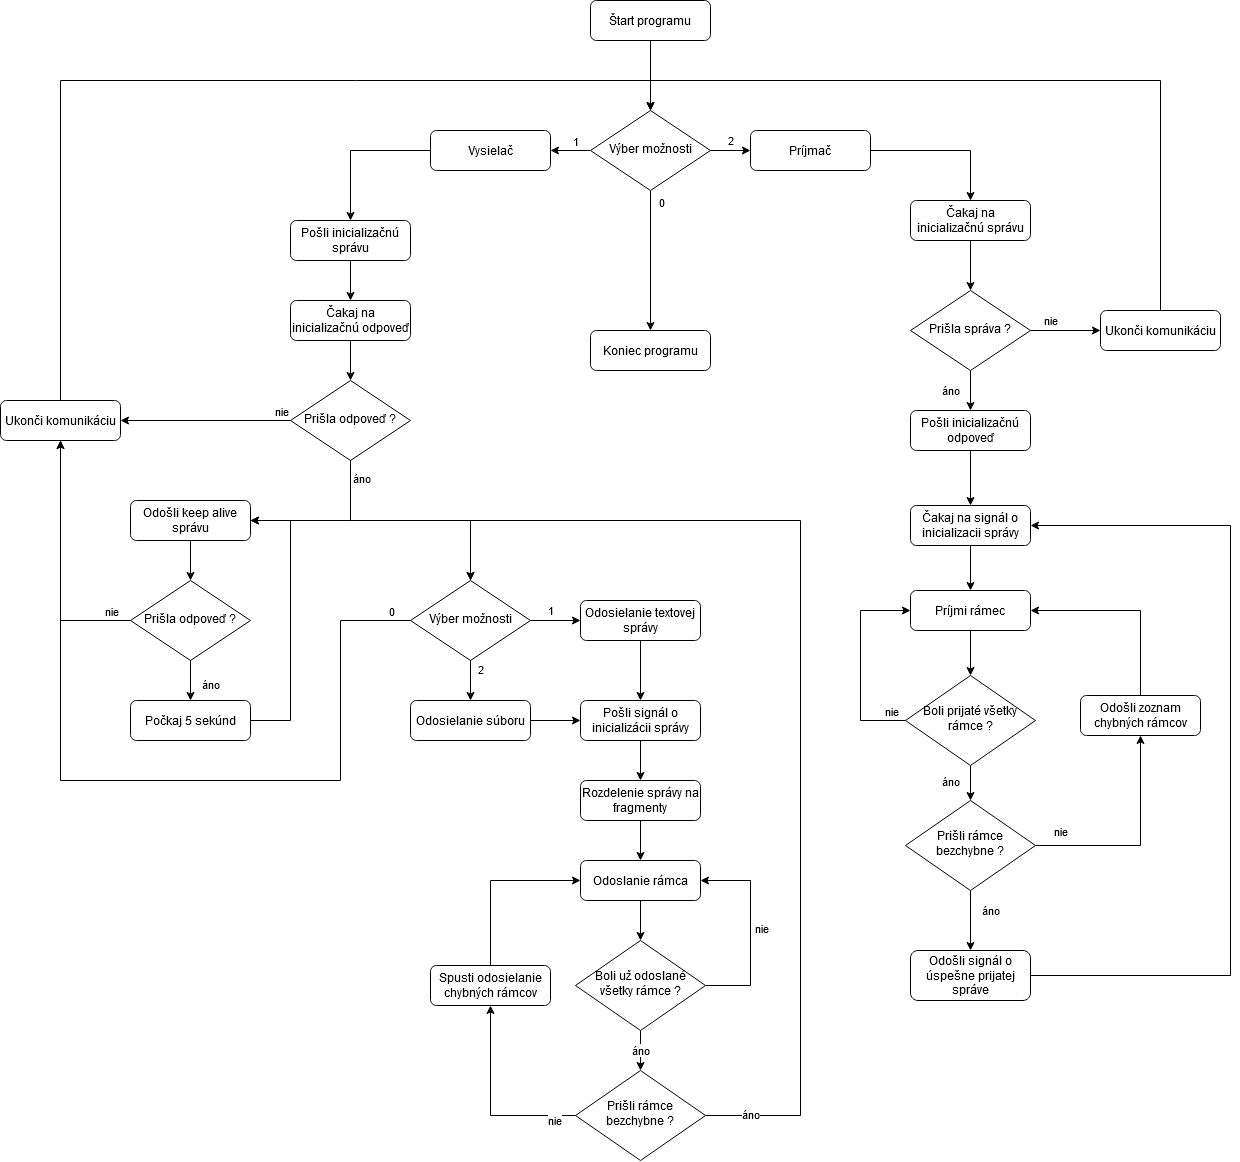 Štart programu
Výber možnosti
1
2
0
Vysielač
Príjmač
Koniec programu
Pošli inicializačnú
správu
Čakaj na
inicializačnú odpoveď
Prišla odpoveď ?
nie
áno
Ukonči komunikáciu
Odošli keep alive
správu
Prišla odpoveď ?
nie
áno
Počkaj 5 sekúnd
Výber možnosti
0
1
2
Odosielanie textovej
správy
Odosielanie súboru
Pošli signál o
inicializácii správy
Rozdelenie správy na
fragmenty
Odoslanie rámca
Boli už odoslané
všetky rámce ?
nie
áno
Spusti odosielanie
chybných rámcov
Prišli rámce
bezchybne ?
nie
áno
Čakaj na
inicializačnú správu
Prišla správa ?
nie
áno
Ukonči komunikáciu
Pošli inicializačnú
odpoveď
Čakaj na signál o
inicializacii správy
Príjmi rámec
Boli prijaté všetky
rámce ?
nie
áno
Odošli zoznam
chybných rámcov
Prišli rámce
bezchybne ?
nie
áno
Odošli signál o
úspešne prijatej
správe